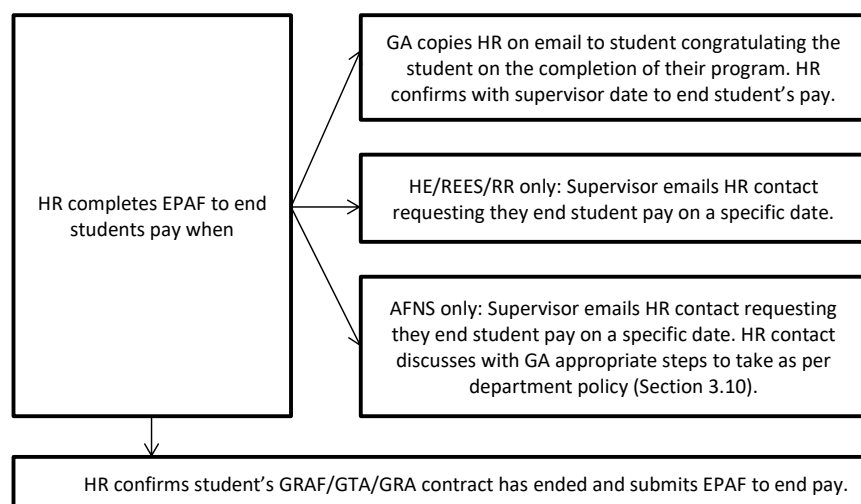 GA copies HR on email to student congratulating the
student on the completion of their program. HR
confirms with supervisor date to end student’s pay.
HR completes EPAF to end
students pay when
HE/REES/RR only: Supervisor emails HR contact
requesting they end student pay on a specific date.
AFNS only: Supervisor emails HR contact requesting
they end student pay on a specific date. HR contact
discusses with GA appropriate steps to take as per
department policy (Section 3.10).
HR confirms student’s GRAF/GTA/GRA contract has ended and submits EPAF to end pay.